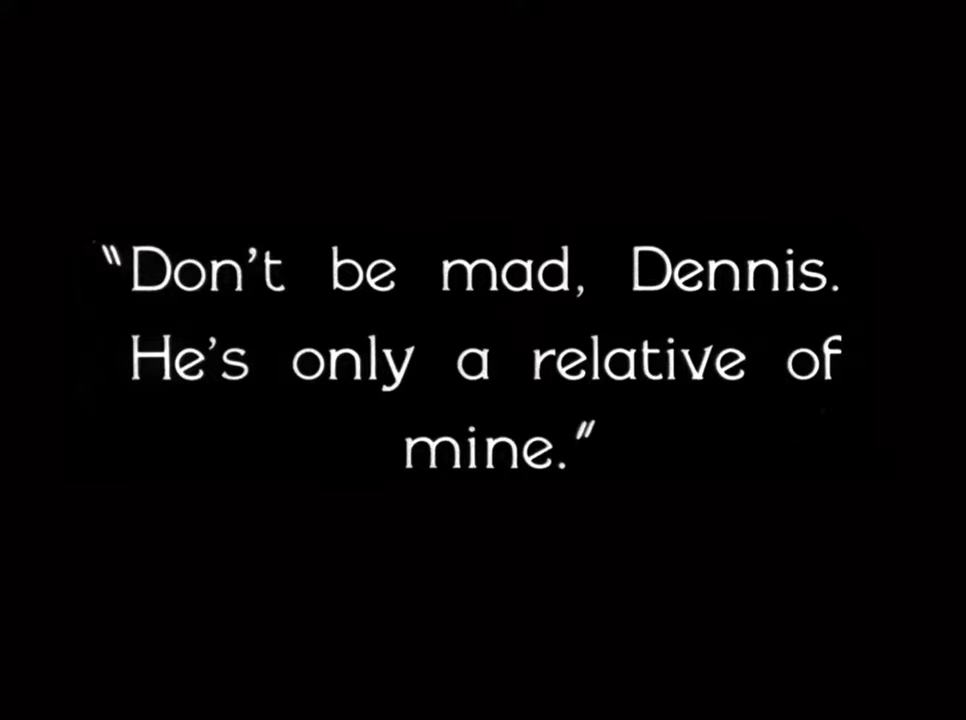 "Don't be mad, Dennis.
He's only a relative of
mine."